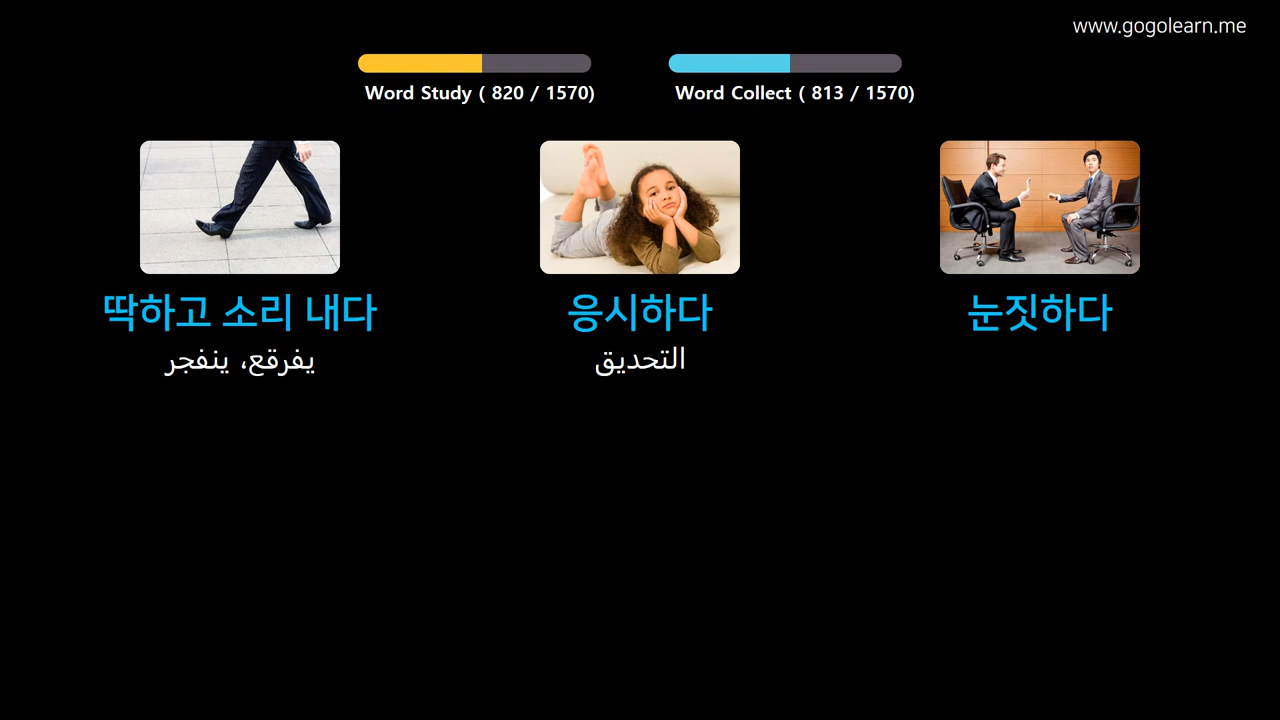 www.gogolearn.me
Word Study ( 820 / 1570)
Word Collect ( 813 / 1570)
딱하고 소리 내다
응시하다
눈짓하다
يفرقع، ينفجر
التحديق